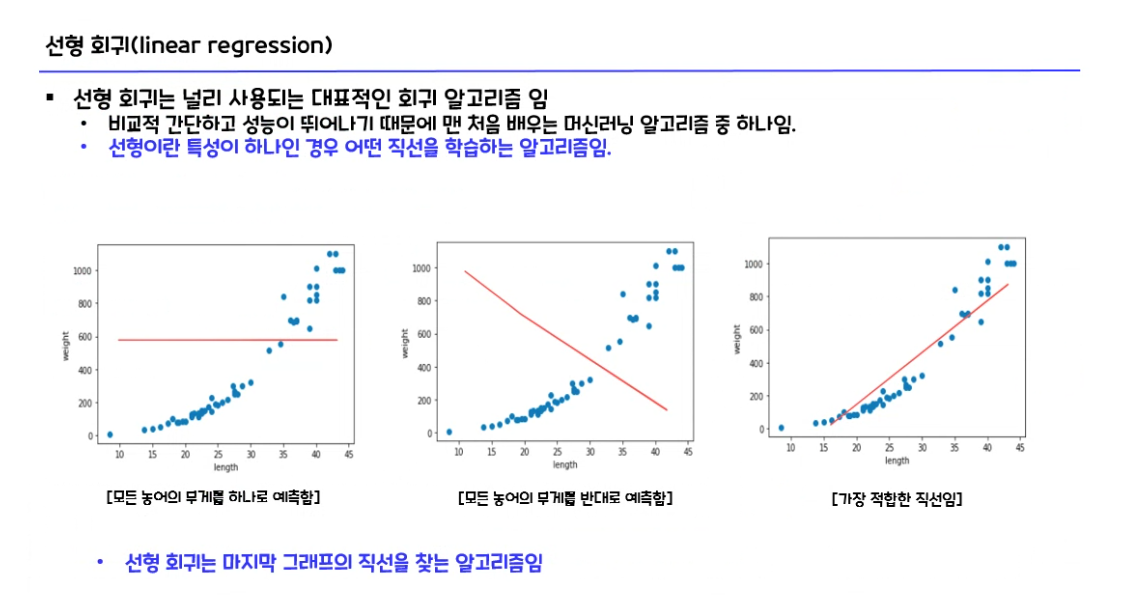 선형 회귀(linear regression)
▪ 선형 회귀는 널리 사용되는 대표적인 회귀 알고리즘 임
• 비교적 간단하고 성능이 뛰어나기 때문에 맨 처음 배우는 머신러닝 알고리즘 중 하나임.
• 선형이란 특성이 하나인 경우 어떤 직선을 학습하는 알고리즘임.
1000
800
600
400
200
0
weight
10 15 20 25 30 35 40 45
length
[모든 농어의 무게를 하나로 예측함]
1000
800
600
400
200
0
weight
10 15 20 25 30 35 40 45
length
[모든 농어의 무게를 반대로 예측함]
1000
800
600
400
200
0
weight
10 15 20 25 30 35 40 45
length
[가장 적합한 직선임]
• 선형 회귀는 마지막 그래프의 직선을 찾는 알고리즘임